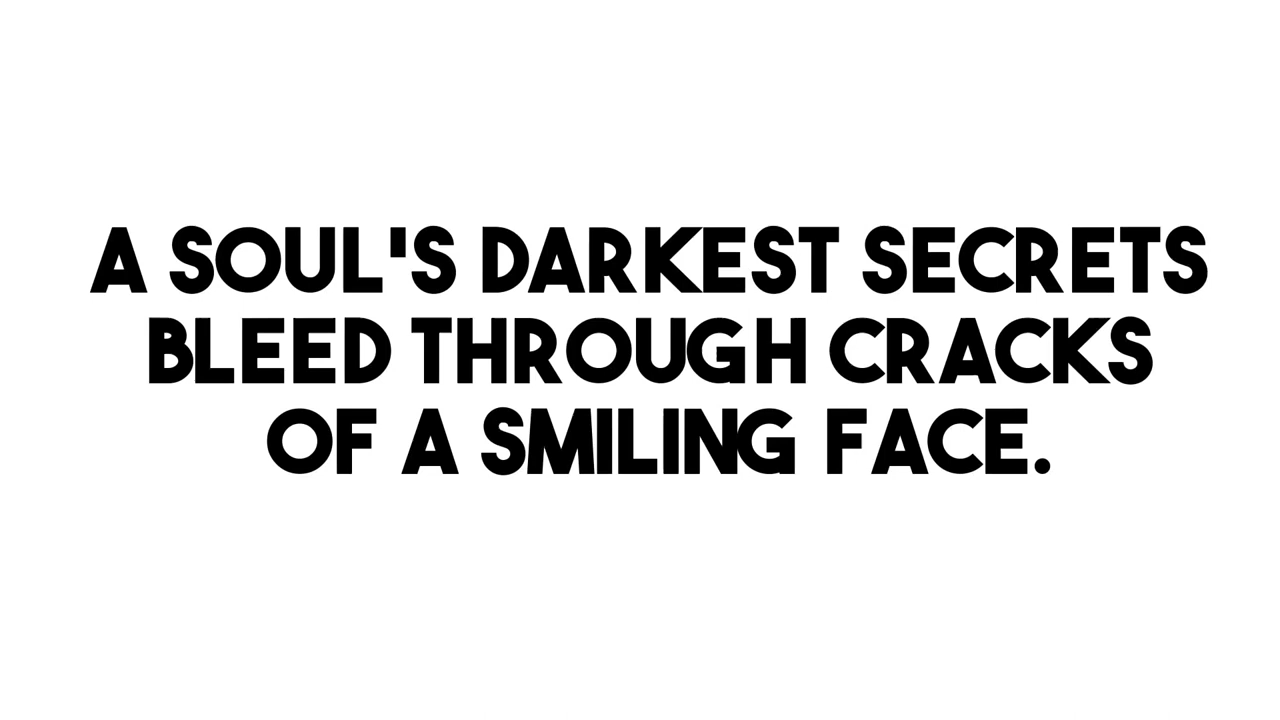 A SOUL'S DARKEST SECRETS
BLEED THROUGH CRACKS
OF A SMILING FACE.